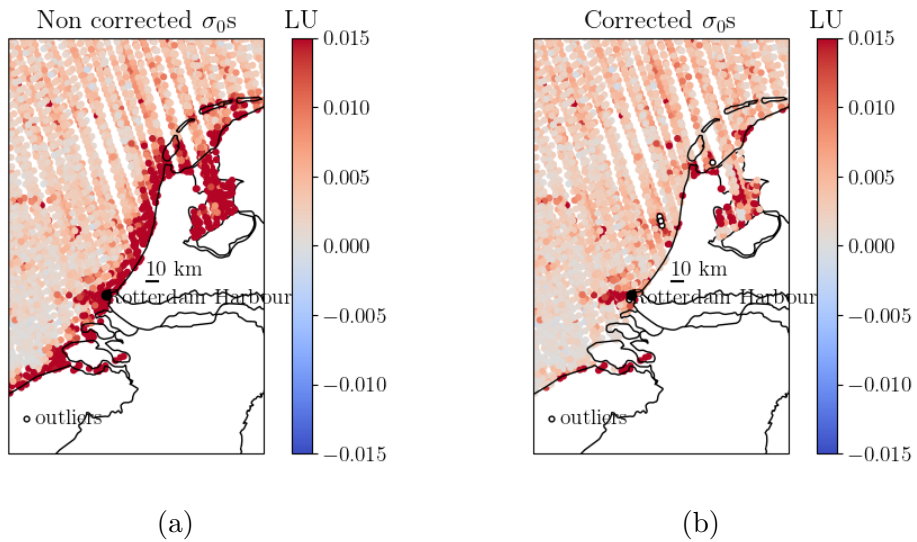 Non corrected σ₀s LU
0.015
0.010
0.005
0.000
−0.005
−0.010
−0.015
10 km
Rotterdam Harbour
outliers
(a)
Corrected σ₀s LU
0.015
0.010
0.005
0.000
−0.005
−0.010
−0.015
10 km
Rotterdam Harbour
outliers
(b)